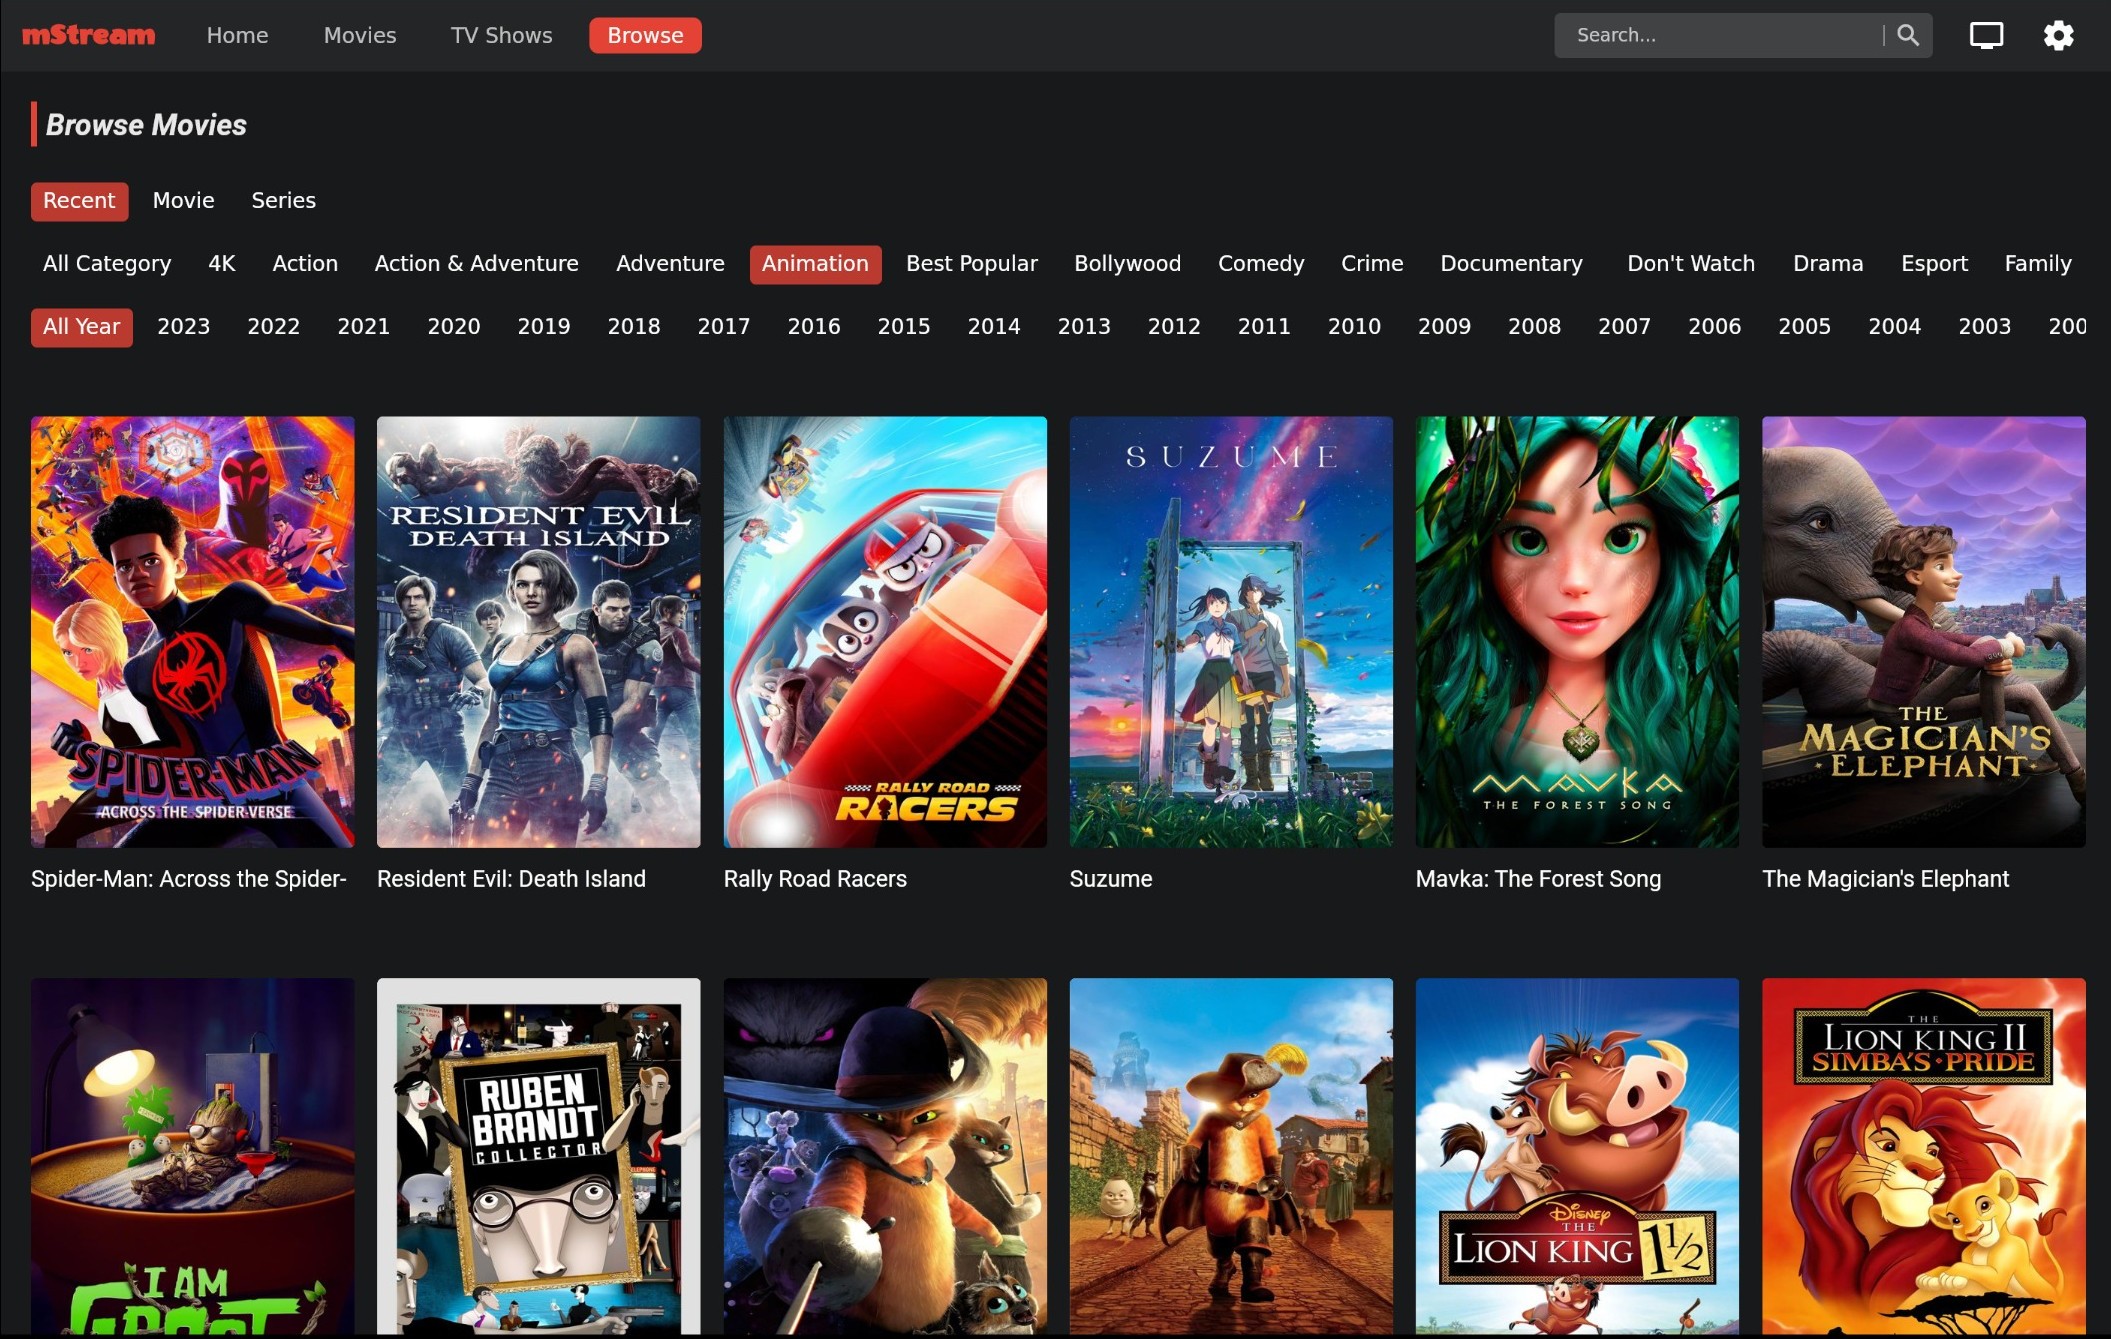 mStream Home Movies TV Shows Browse Search...
Browse Movies
Recent Movie Series
All Category 4K Action Action & Adventure Adventure Animation Best Popular Bollywood Comedy Crime Documentary Don't Watch Drama Esport Family
All Year 2023 2022 2021 2020 2019 2018 2017 2016 2015 2014 2013 2012 2011 2010 2009 2008 2007 2006 2005 2004 2003 200
SPIDER-MAN
ACROSS THE SPIDER-VERSE
RESIDENT EVIL
DEATH ISLAND
RALLY ROAD
RACERS
SUZUME
MAVKA
THE FOREST SONG
THE
MAGICIAN'S
ELEPHANT
Spider-Man: Across the Spider-
Resident Evil: Death Island
Rally Road Racers
Suzume
Mavka: The Forest Song
The Magician's Elephant
I AM
GROOT
RUBEN
BRANDT
COLLECTOR
DISNEY
THE
LION KING 1½
THE
LION KING II
SIMBA'S PRIDE